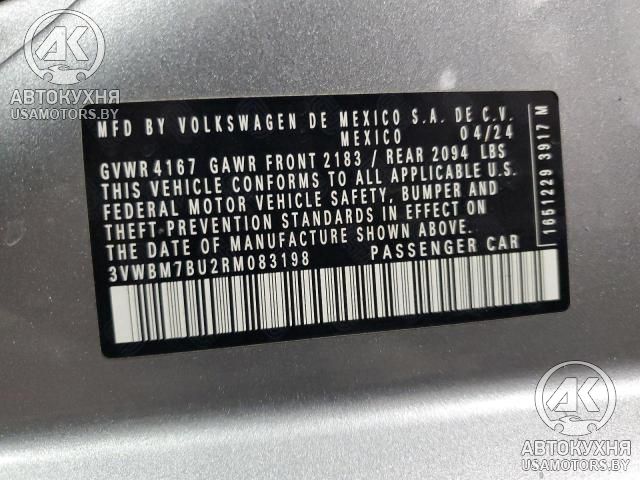 AK
АВТОКУХНЯ
USAMOTORS.BY
MFD BY VOLKSWAGEN DE MEXICO S.A. DE C.V.
MEXICO 04/24
GVWR 4167 GAWR FRONT 2183 / REAR 2094 LBS
THIS VEHICLE CONFORMS TO ALL APPLICABLE U.S.
FEDERAL MOTOR VEHICLE SAFETY, BUMPER AND
THEFT-PREVENTION STANDARDS IN EFFECT ON
THE DATE OF MANUFACTURE SHOWN ABOVE.
3VWBM7BU2RM083198 PASSENGER CAR
1651229 3917 M
AK
АВТОКУХНЯ
USAMOTORS.BY